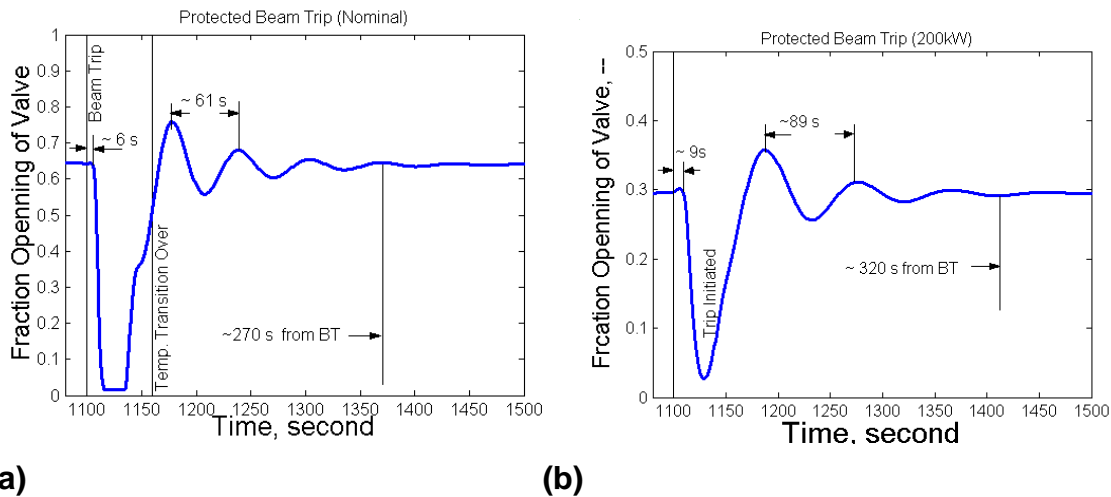 Protected Beam Trip (Nominal)
Fraction Openning of Valve
1
0.9
0.8
0.7
0.6
0.5
0.4
0.3
0.2
0.1
0
Beam Trip
~ 6 s
~ 61 s
Temp. Transition Over
~270 s from BT
1100 1150 1200 1250 1300 1350 1400 1450 1500
Time, second
a)
Protected Beam Trip (200kW)
Frcation Openning of Valve, --
0.5
0.4
0.3
0.2
0.1
0
~ 9s
~89 s
Trip Initiated
~ 320 s from BT
1100 1150 1200 1250 1300 1350 1400 1450 1500
Time, second
(b)